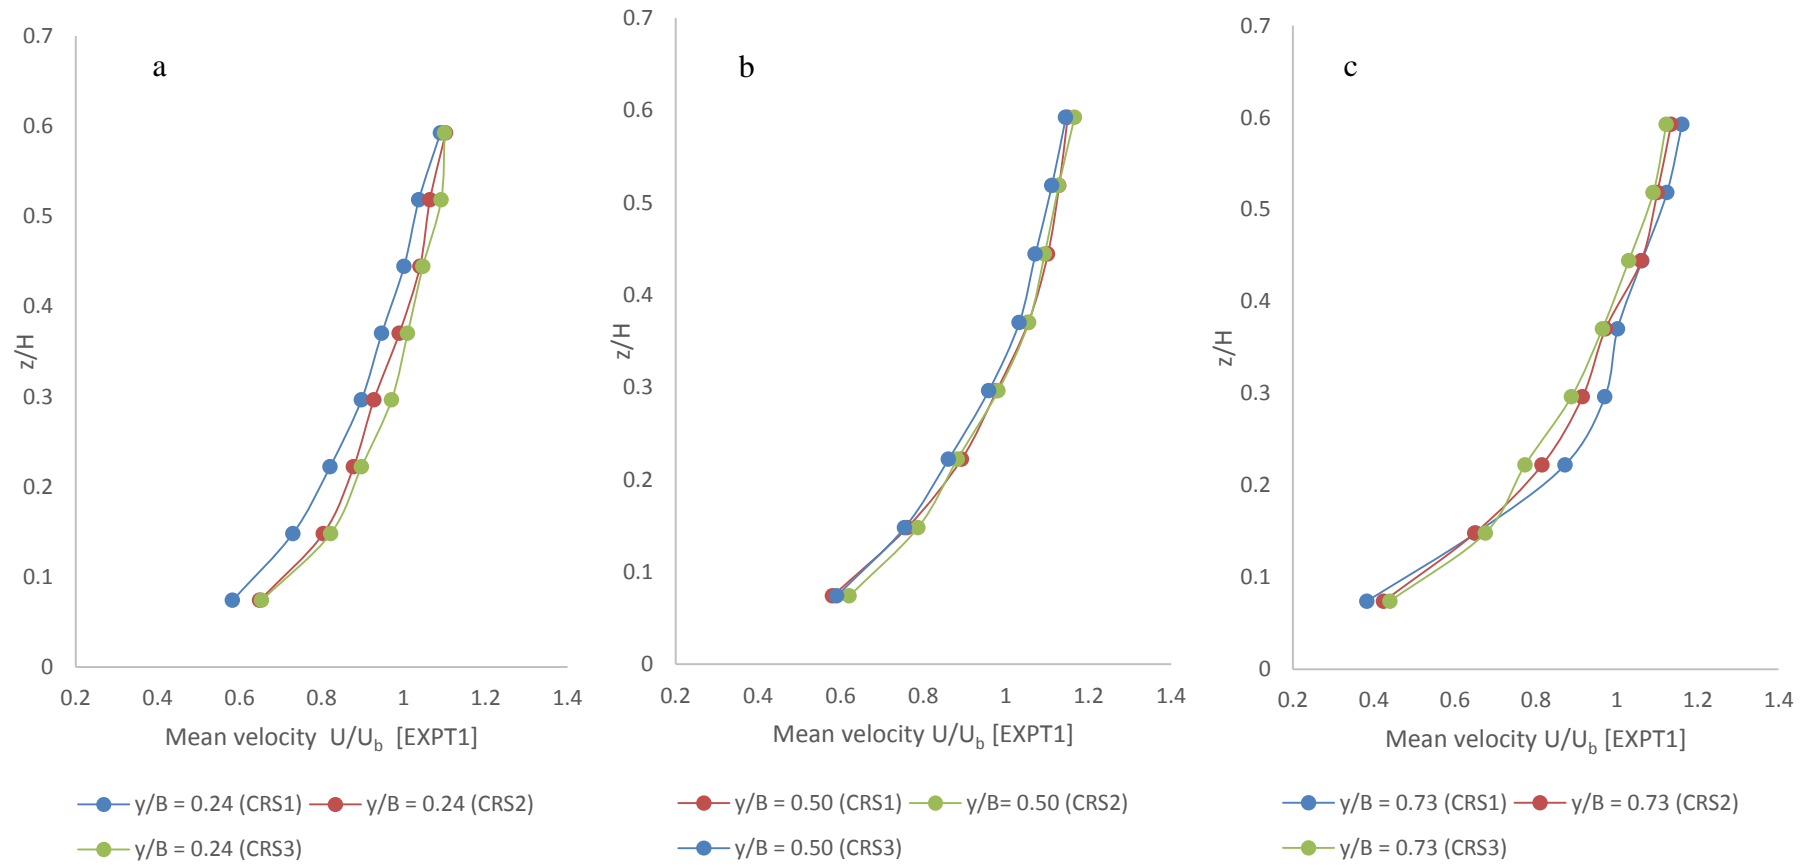 a
0.7
0.6
0.5
0.4
0.3
0.2
0.1
0
z/H
0.2 0.4 0.6 0.8 1 1.2 1.4
Mean velocity U/U_b [EXPT1]
y/B = 0.24 (CRS1) y/B = 0.24 (CRS2)
y/B = 0.24 (CRS3)
b
0.7
0.6
0.5
0.4
0.3
0.2
0.1
0
z/H
0.2 0.4 0.6 0.8 1 1.2 1.4
Mean velocity U/U_b [EXPT1]
y/B = 0.50 (CRS1) y/B= 0.50 (CRS2)
y/B = 0.50 (CRS3)
c
0.7
0.6
0.5
0.4
0.3
0.2
0.1
0
z/H
0.2 0.4 0.6 0.8 1 1.2 1.4
Mean velocity U/U_b [EXPT1]
y/B = 0.73 (CRS1) y/B = 0.73 (CRS2)
y/B = 0.73 (CRS3)